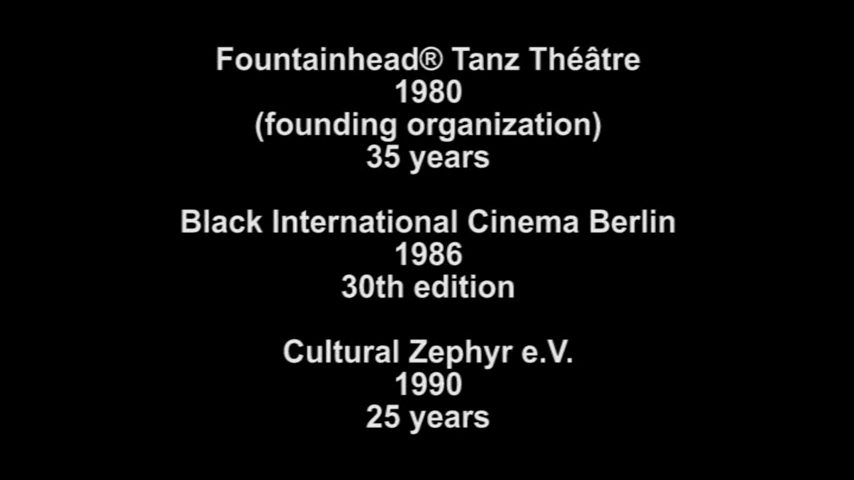 Fountainhead® Tanz Théâtre
1980
(founding organization)
35 years
Black International Cinema Berlin
1986
30th edition
Cultural Zephyr e.V.
1990
25 years